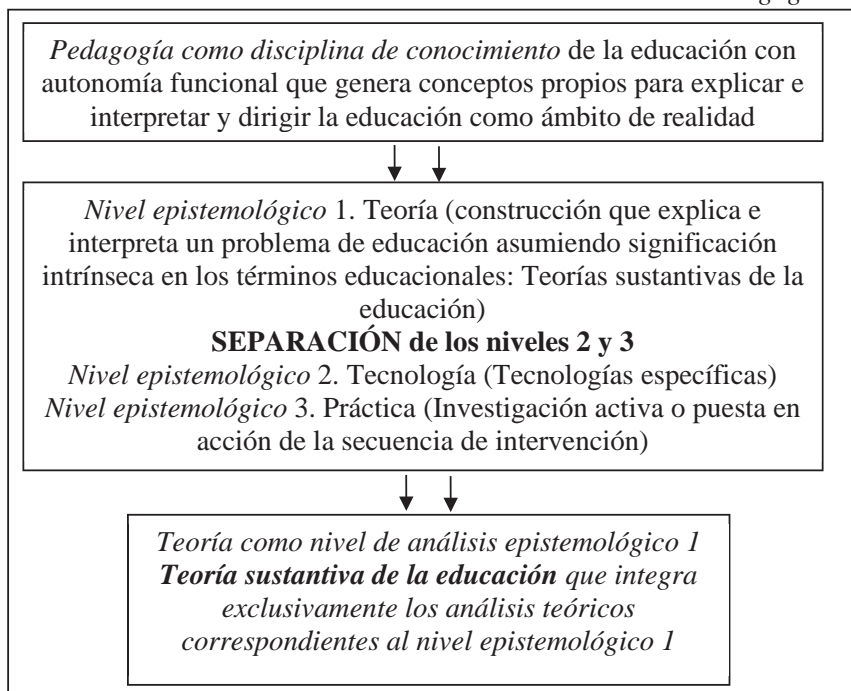 Pedagogía como disciplina de conocimiento de la educación con
autonomía funcional que genera conceptos propios para explicar e
interpretar y dirigir la educación como ámbito de realidad
Nivel epistemológico 1. Teoría (construcción que explica e
interpreta un problema de educación asumiendo significación
intrínseca en los términos educacionales: Teorías sustantivas de la
educación)
SEPARACIÓN de los niveles 2 y 3
Nivel epistemológico 2. Tecnología (Tecnologías específicas)
Nivel epistemológico 3. Práctica (Investigación activa o puesta en
acción de la secuencia de intervención)
Teoría como nivel de análisis epistemológico 1
Teoría sustantiva de la educación que integra
exclusivamente los análisis teóricos
correspondientes al nivel epistemológico 1